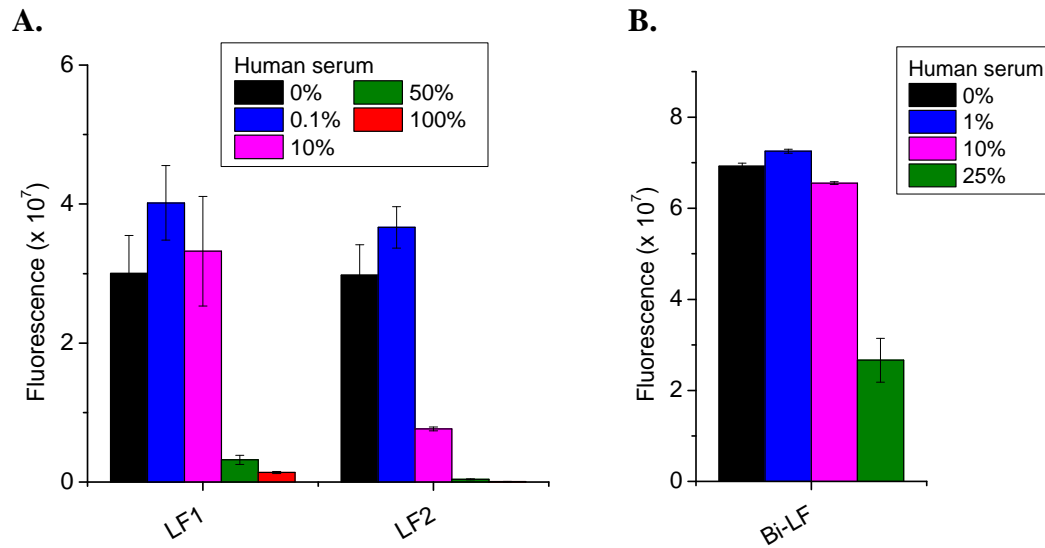 A.
Human serum
0% 50%
0.1% 100%
10%
6
4
2
0
Fluorescence (x 10⁷)
LF1 LF2
B.
Human serum
0%
1%
10%
25%
8
6
4
2
0
Fluorescence (x 10⁷)
Bi-LF